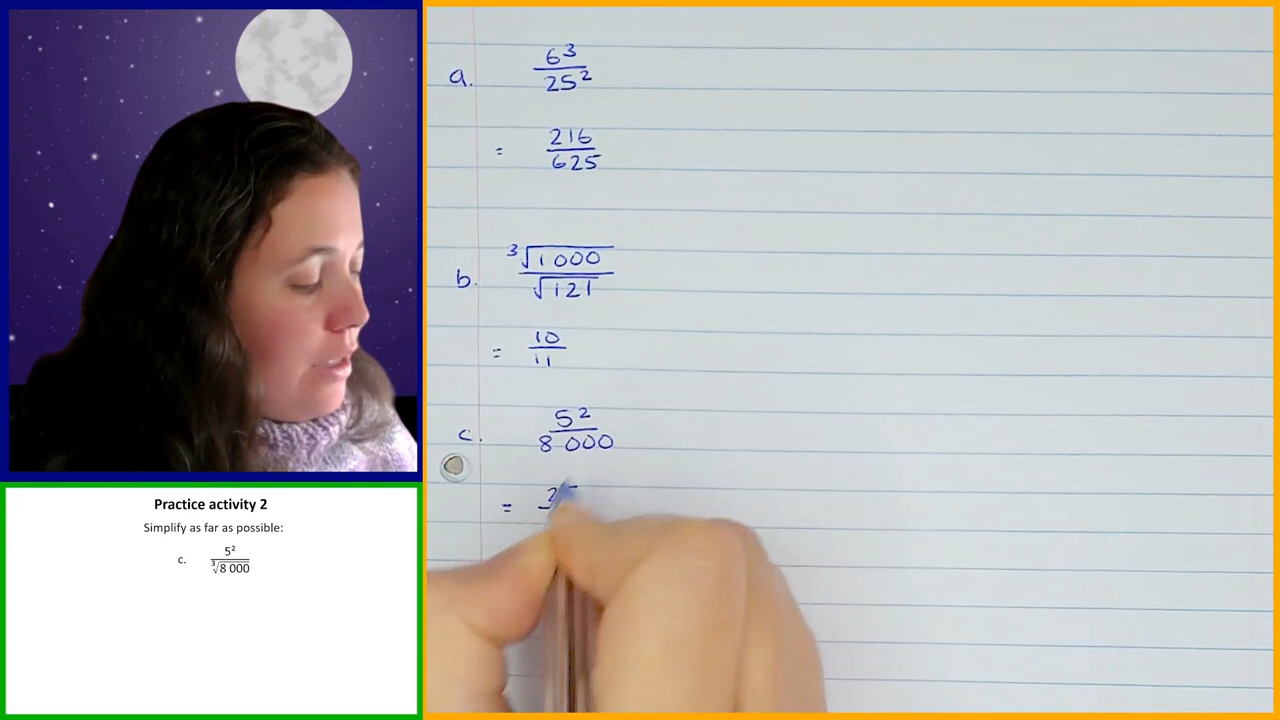 Practice activity 2
Simplify as far as possible:
c. 5²
∛8 000
a. 6³
25²
= 216
625
b. ³√1 000
√121
= 10
11
c. 5²
8 000
=